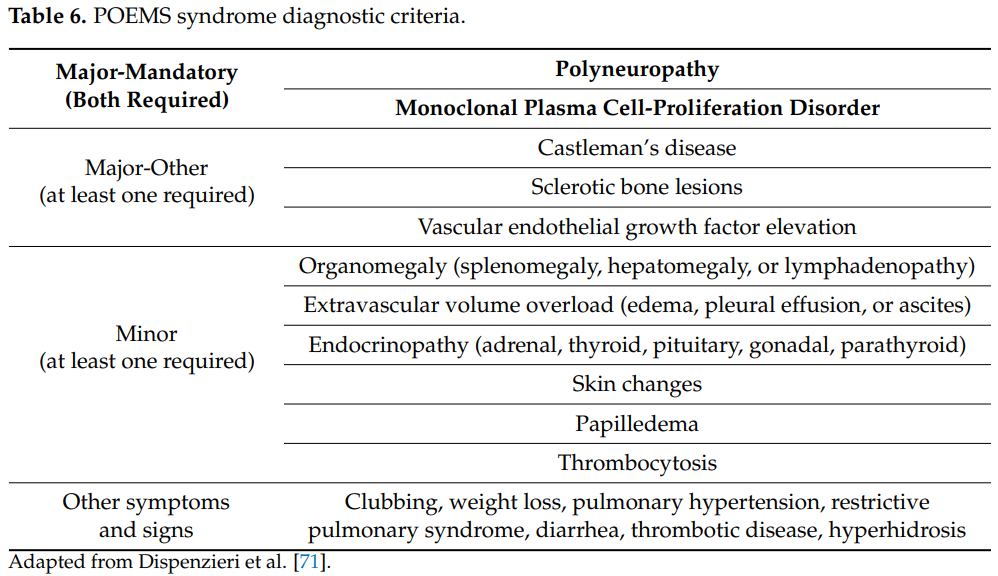 Table 6. POEMS syndrome diagnostic criteria.
Major-Mandatory
(Both Required)
Polyneuropathy
Monoclonal Plasma Cell-Proliferation Disorder
Major-Other
(at least one required)
Castleman’s disease
Sclerotic bone lesions
Vascular endothelial growth factor elevation
Minor
(at least one required)
Organomegaly (splenomegaly, hepatomegaly, or lymphadenopathy)
Extravascular volume overload (edema, pleural effusion, or ascites)
Endocrinopathy (adrenal, thyroid, pituitary, gonadal, parathyroid)
Skin changes
Papilledema
Thrombocytosis
Other symptoms
and signs
Clubbing, weight loss, pulmonary hypertension, restrictive
pulmonary syndrome, diarrhea, thrombotic disease, hyperhidrosis
Adapted from Dispenzieri et al. [71].